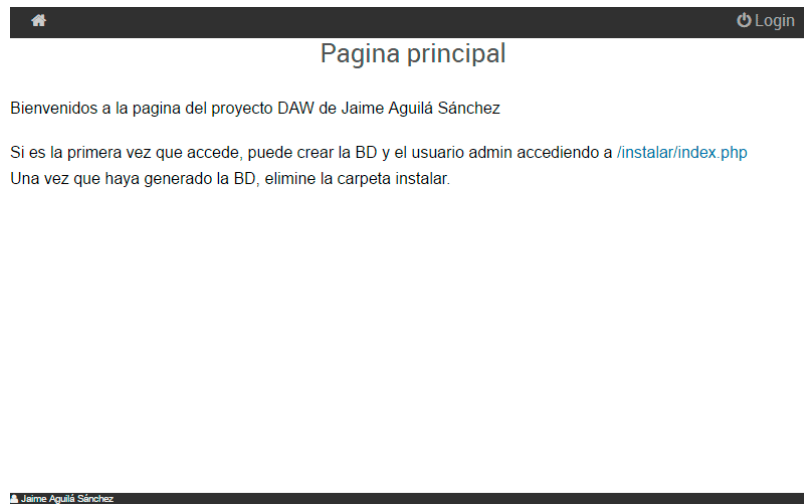 Login
Pagina principal
Bienvenidos a la pagina del proyecto DAW de Jaime Aguilá Sánchez
Si es la primera vez que accede, puede crear la BD y el usuario admin accediendo a /instalar/index.php
Una vez que haya generado la BD, elimine la carpeta instalar.
Jaime Aguilá Sánchez